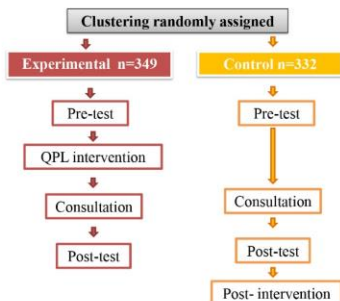 Clustering randomly assigned
Experimental n=349
Control n=332
Pre-test
Pre-test
QPL intervention
Consultation
Consultation
Post-test
Post-test
Post- intervention